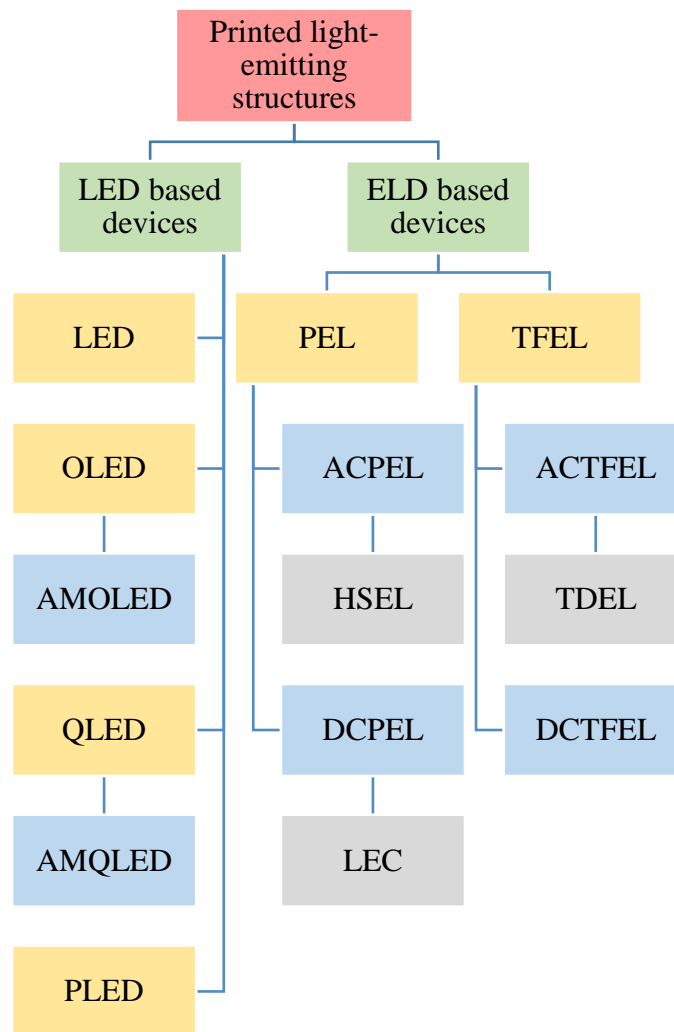 Printed light-
emitting
structures
LED based
devices
ELD based
devices
LED
PEL
TFEL
OLED
ACPEL
ACTFEL
AMOLED
HSEL
TDEL
QLED
DCPEL
DCTFEL
AMQLED
LEC
PLED